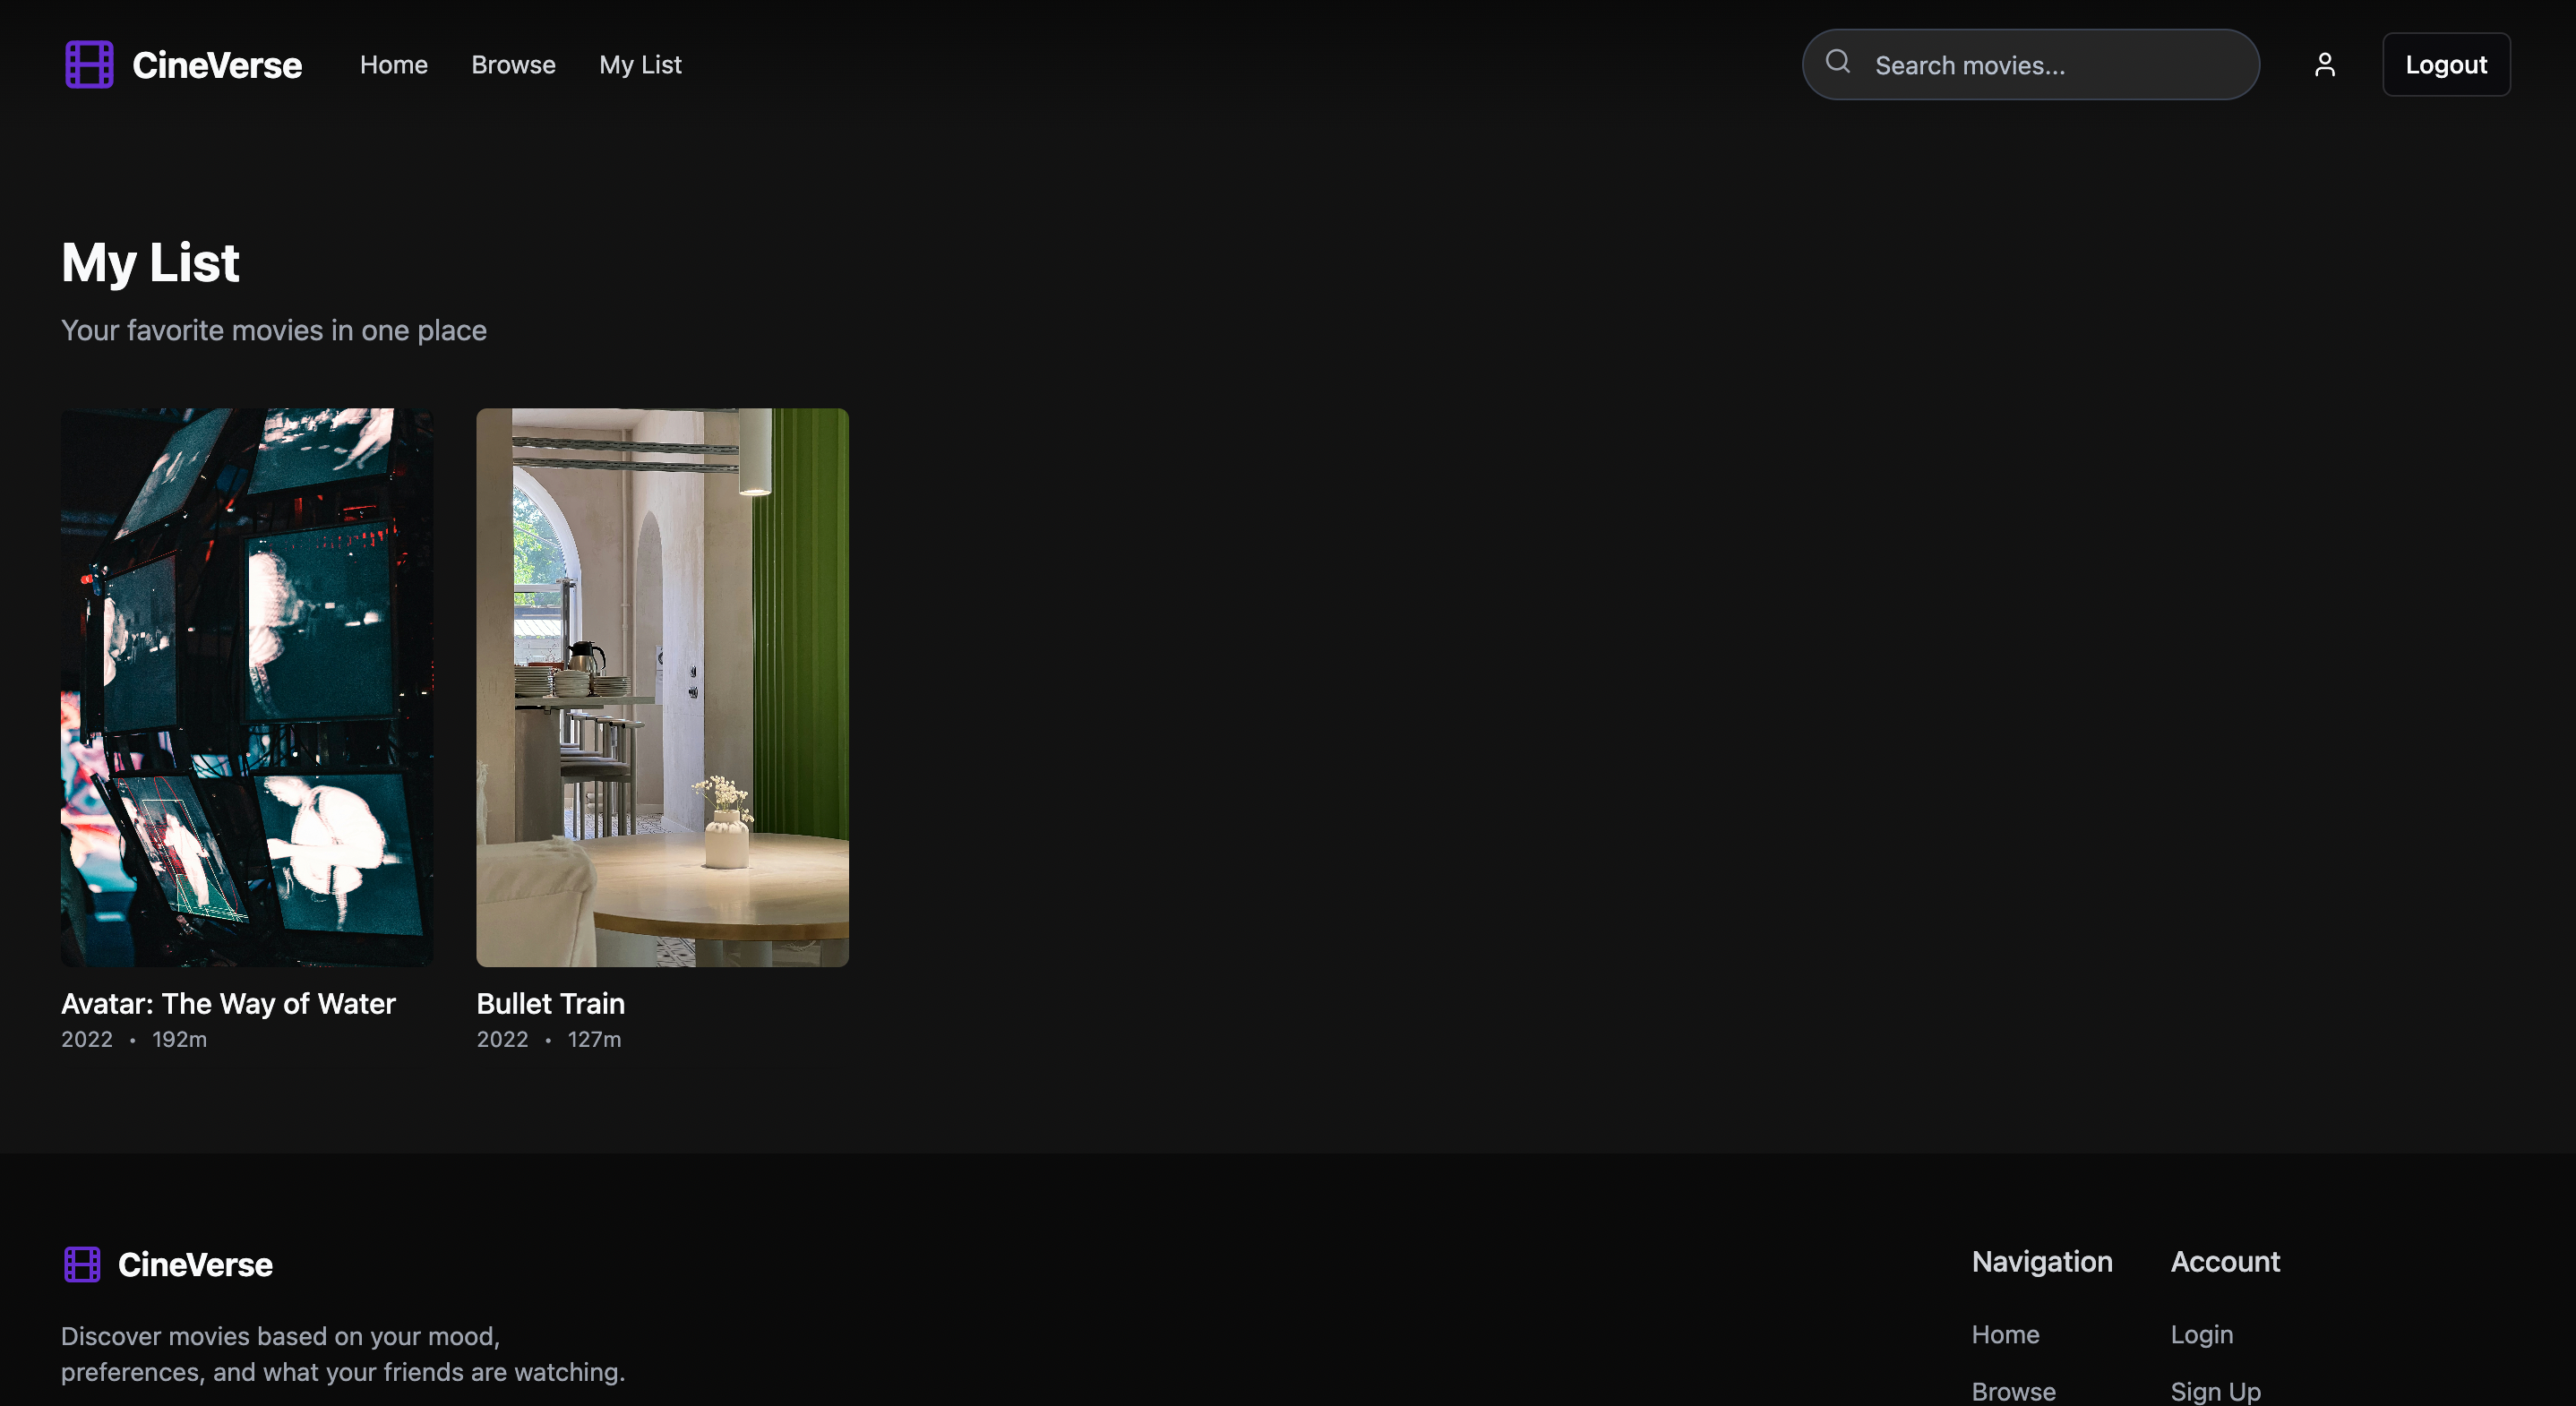 CineVerse
Home
Browse
My List
Search movies...
Logout
My List
Your favorite movies in one place
Avatar: The Way of Water
2022 • 192m
Bullet Train
2022 • 127m
CineVerse
Discover movies based on your mood,
preferences, and what your friends are watching.
Navigation
Home
Browse
Account
Login
Sign Up